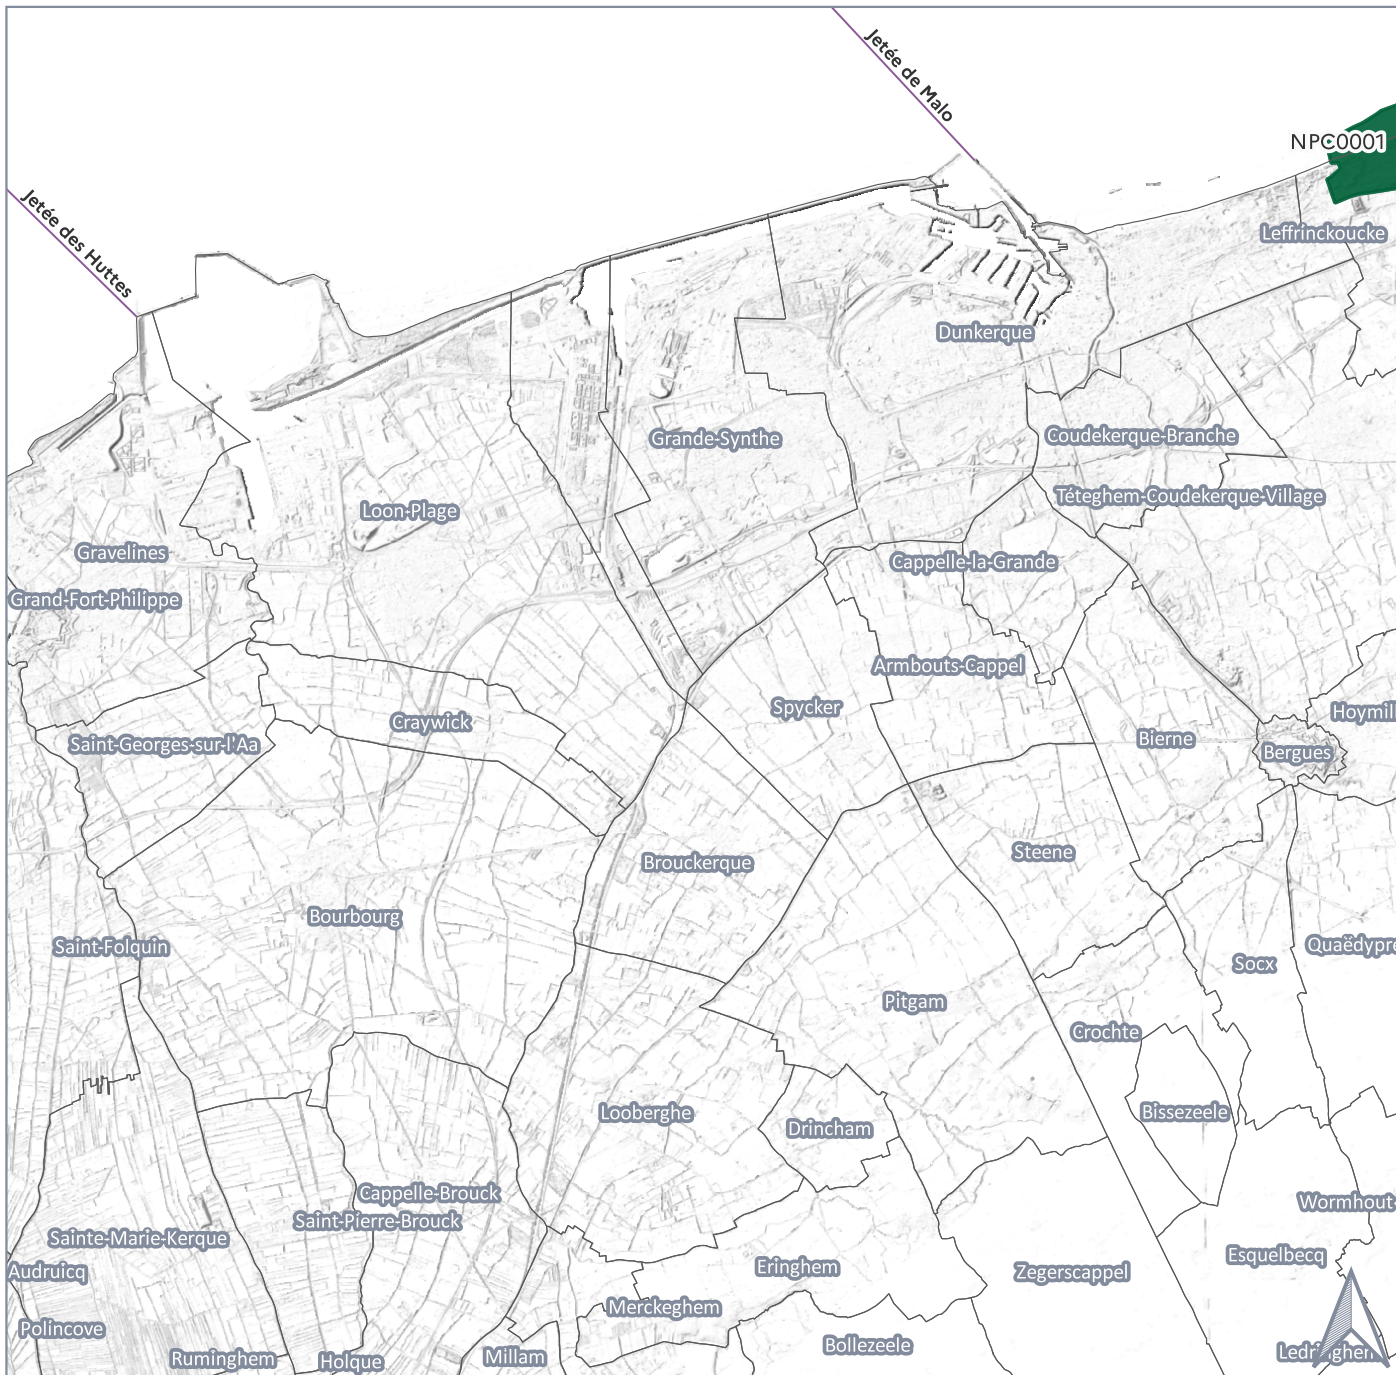 Jetée de Malo
NPC0001
Jetée des Huttes
Leffrinckoucke
Dunkerque
Grande-Synthe
Coudekerque-Branche
Téteghem-Coudekerque-Village
Loon-Plage
Gravelines
Cappelle-la-Grande
Grand-Fort-Philippe
Armbouts-Cappel
Spycker
Hoymill
Craywick
Saint-Georges-sur-l'Aa
Bierne
Bergues
Steene
Brouckerque
Bourbourg
Saint-Folquin
Quaëdypre
Socx
Pitgam
Crochte
Looberghe
Bissezeele
Drincham
Cappelle-Brouck
Wormhout
Saint-Pierre-Brouck
Sainte-Marie-Kerque
Esquelbecq
Eringhem
Zegerscappel
Audruicq
Merckeghem
Polincove
Bollezeele
Millam
Ruminghem
Holque